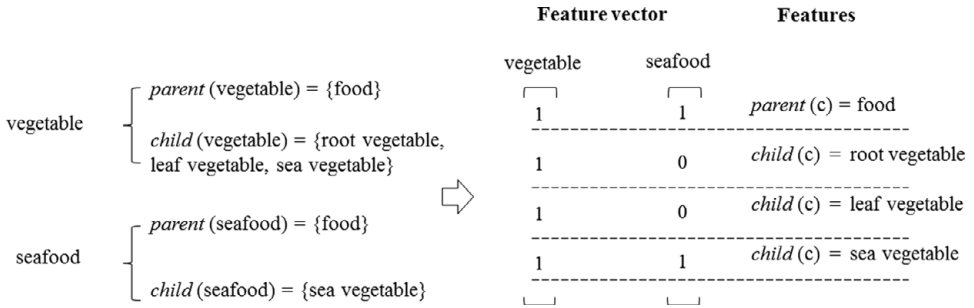 Feature vector
Features
vegetable
seafood
vegetable
parent (vegetable) = {food}
child (vegetable) = {root vegetable,
leaf vegetable, sea vegetable}
seafood
parent (seafood) = {food}
child (seafood) = {sea vegetable}
1 1 parent (c) = food
1 0 child (c) = root vegetable
1 0 child (c) = leaf vegetable
1 1 child (c) = sea vegetable